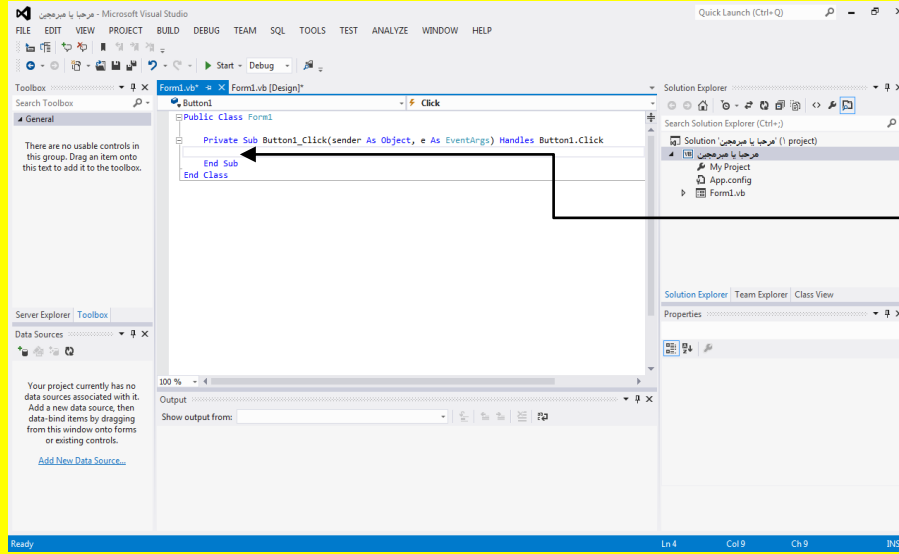 مرحبا يا مبرمجين - Microsoft Visual Studio
Quick Launch (Ctrl+Q)
FILE EDIT VIEW PROJECT BUILD DEBUG TEAM SQL TOOLS TEST ANALYZE WINDOW HELP
Start Debug
Toolbox
Search Toolbox
General
There are no usable controls in
this group. Drag an item onto
this text to add it to the toolbox.
Server Explorer Toolbox
Data Sources
Your project currently has no
data sources associated with it.
Add a new data source, then
data-bind items by dragging
from this window onto forms
or existing controls.
Add New Data Source...
Form1.vb* Form1.vb [Design]*
Button1 Click
Public Class Form1
Private Sub Button1_Click(sender As Object, e As EventArgs) Handles Button1.Click
End Sub
End Class
100 %
Output
Show output from:
Solution Explorer
Search Solution Explorer (Ctrl+;)
Solution 'مرحبا يا مبرمجين' (1 project)
مرحبا يا مبرمجين
My Project
App.config
Form1.vb
Solution Explorer Team Explorer Class View
Properties
Ready Ln 4 Col 9 Ch 9 INS